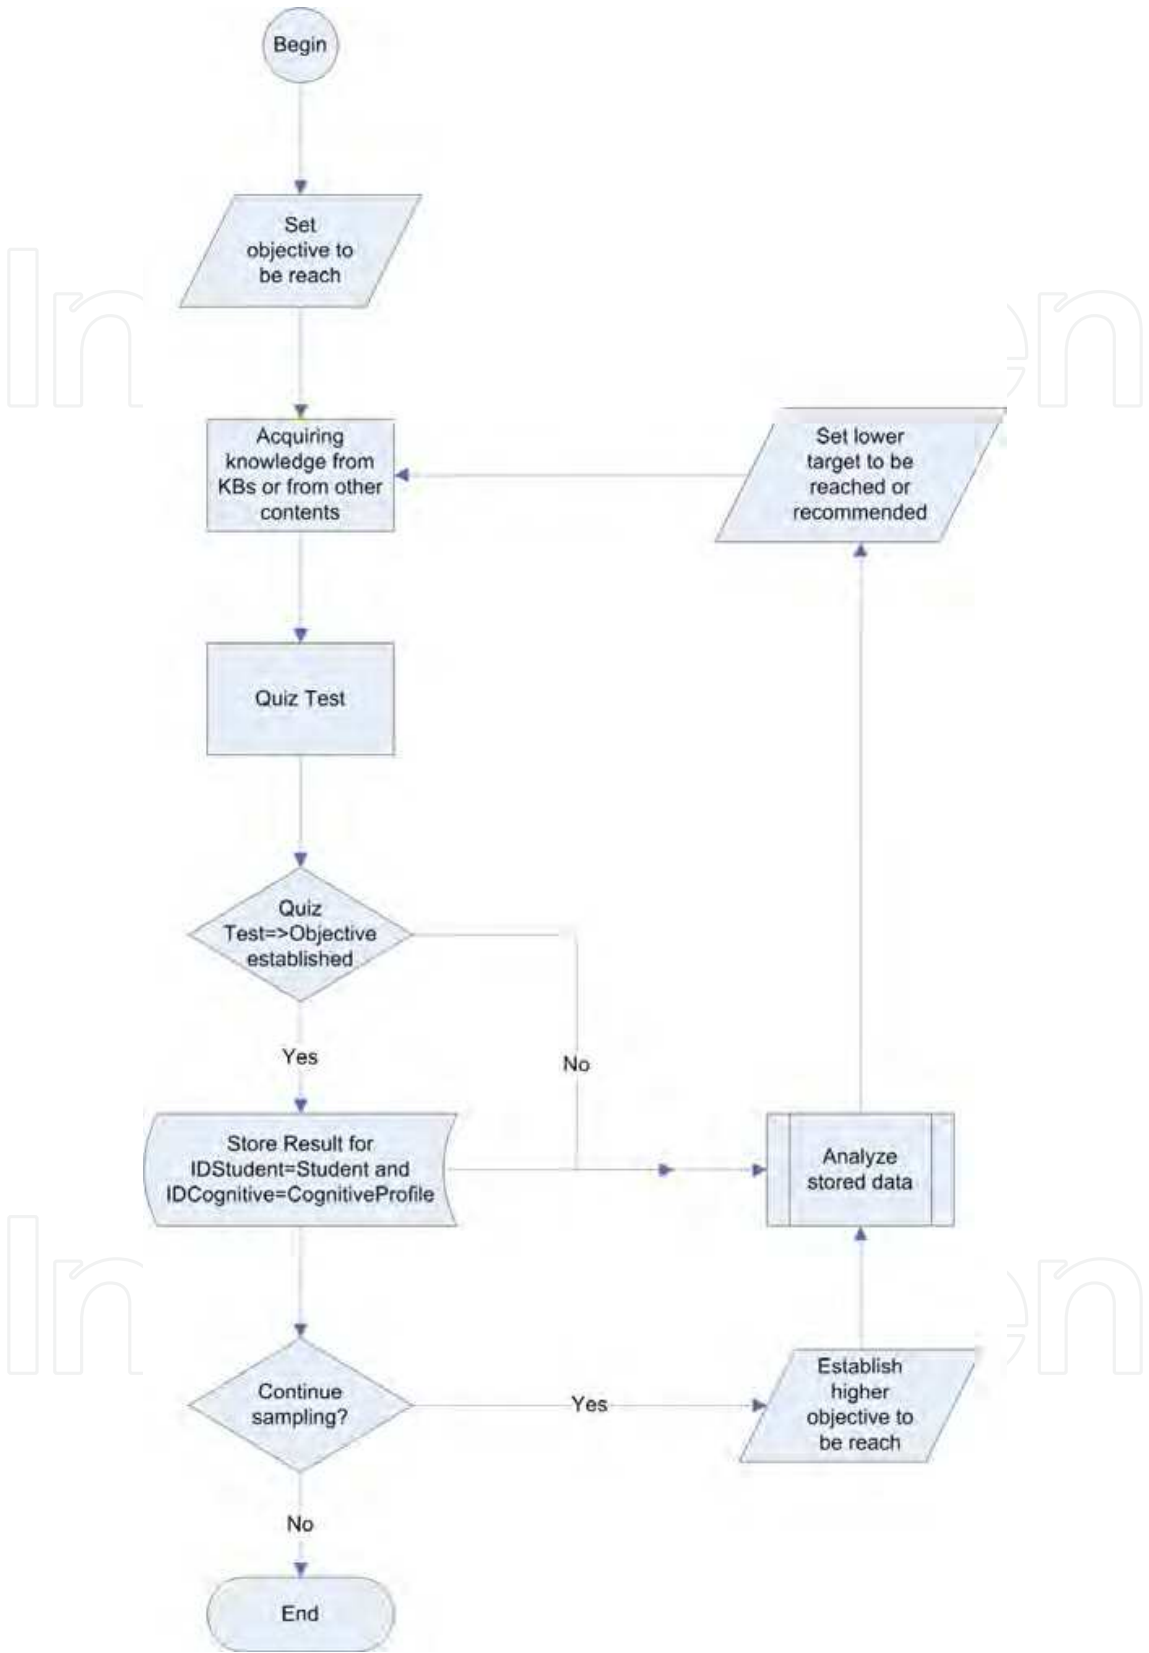 Begin
Set
objective to
be reach
Acquiring
knowledge from
KBs or from other
contents
Set lower
target to be
reached or
recommended
Quiz Test
Quiz
Test=>Objective
established
Yes
No
Store Result for
IDStudent=Student and
IDCognitive=CognitiveProfile
Analyze
stored data
Continue
sampling?
Yes
Establish
higher
objective to
be reach
No
End